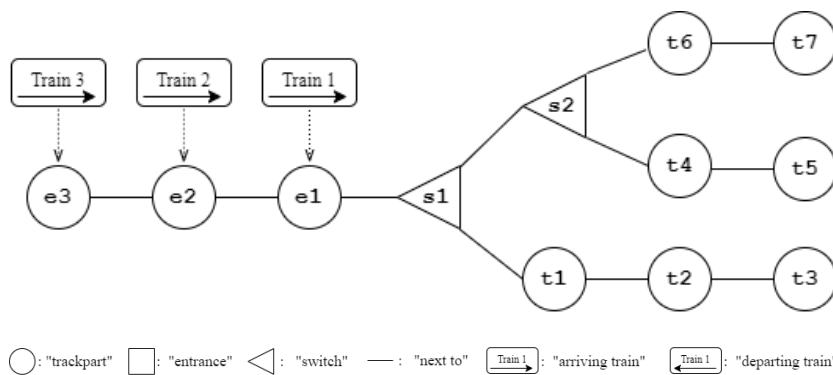 t6 t7
Train 3 Train 2 Train 1
s2
t4 t5
e3 e2 e1 s1
t1 t2 t3
: "trackpart" : "entrance" : "switch" : "next to" Train 1 : "arriving train" Train 1 : "departing train"